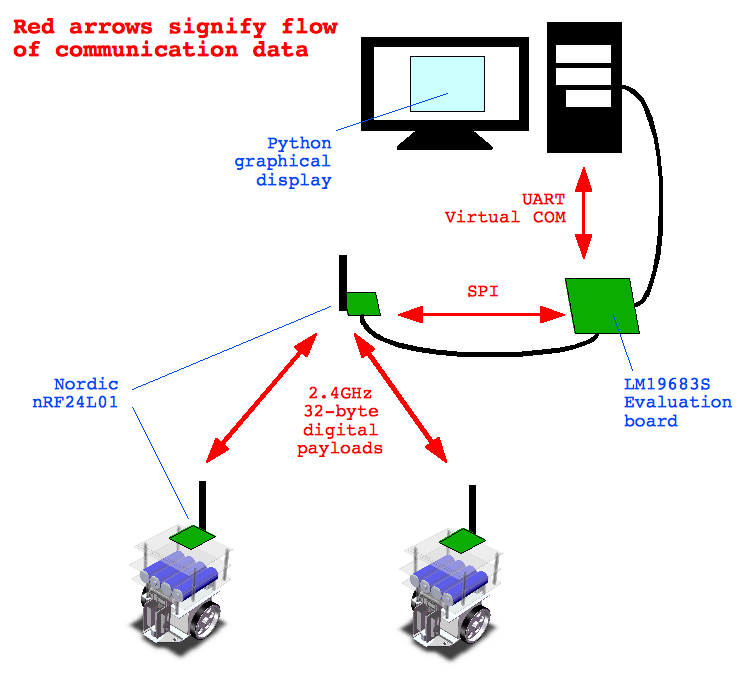 Red arrows signify flow
of communication data
Python
graphical
display
UART
Virtual COM
SPI
Nordic
nRF24L01
2.4GHz
32-byte
digital
payloads
LM19683S
Evaluation
board